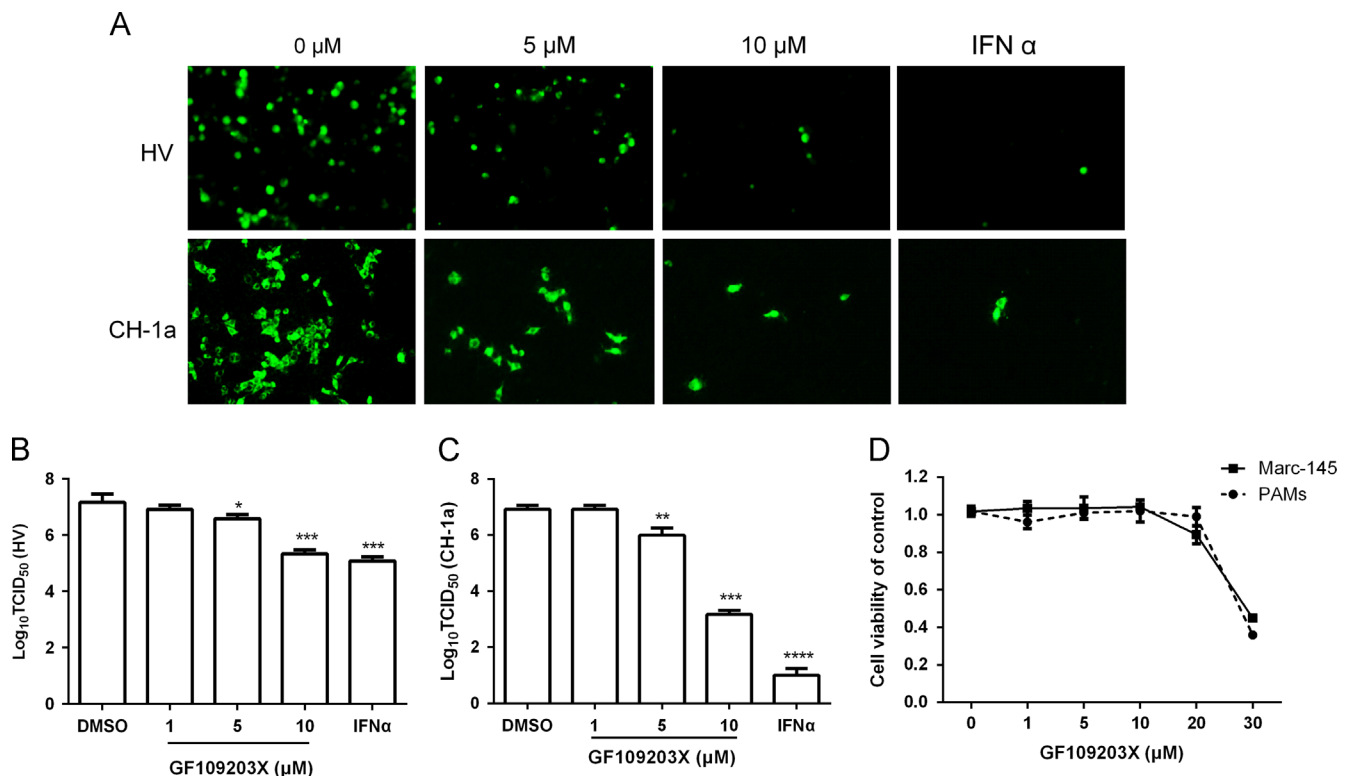 A
0 μM 5 μM 10 μM IFN α
HV
CH-1a
B
Log10TCID50 (HV)
8
6
4
2
0
*
***
***
DMSO 1 5 10 IFNα
GF109203X (μM)
C
Log10TCID50 (CH-1a)
8
6
4
2
0
**
***
****
DMSO 1 5 10 IFNα
GF109203X (μM)
D
Marc-145
PAMs
Cell viability of control
1.2
1.0
0.8
0.6
0.4
0.2
0.0
0 1 5 10 20 30
GF109203X (μM)